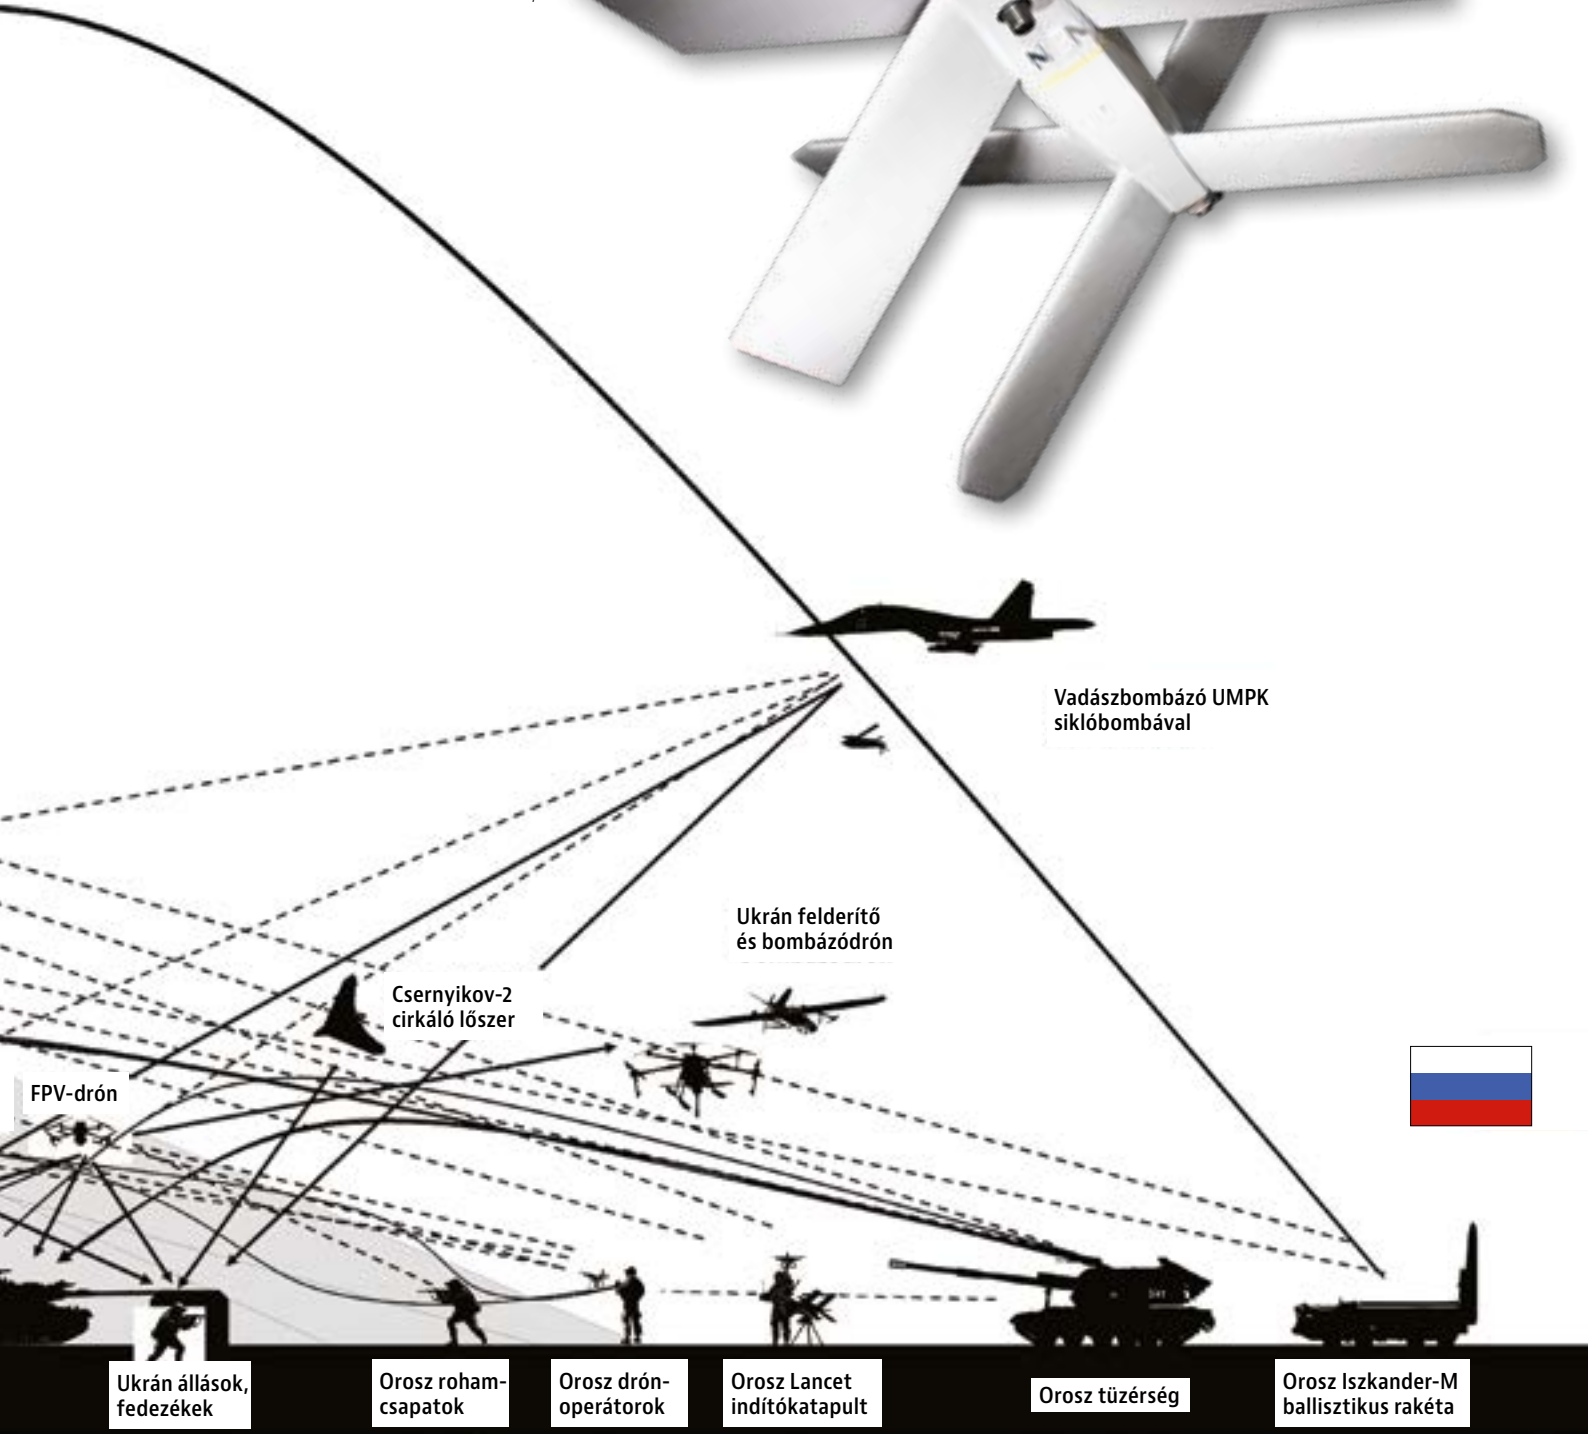 Vadászbombázó UMPK
siklóbombával
Ukrán felderítő
és bombázódrón
Csernyikov-2
cirkáló lőszer
FPV-drón
Ukrán állások,
fedezékek
Orosz roham-
csapatok
Orosz drón-
operátorok
Orosz Lancet
indítókatapult
Orosz tüzérség
Orosz Iszkander-M
ballisztikus rakéta